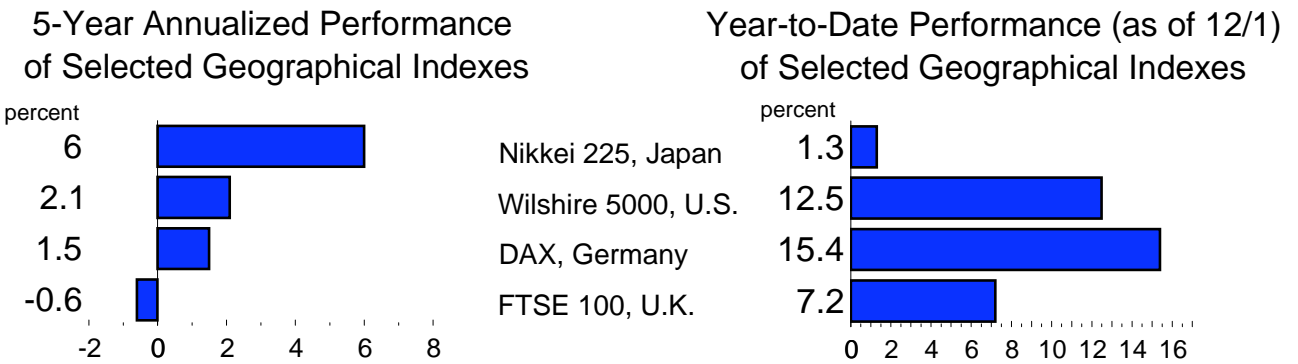 5-Year Annualized Performance
of Selected Geographical Indexes
Year-to-Date Performance (as of 12/1)
of Selected Geographical Indexes
percent
percent
6
Nikkei 225, Japan
1.3
2.1
Wilshire 5000, U.S.
12.5
1.5
DAX, Germany
15.4
-0.6
FTSE 100, U.K.
7.2
-2 0 2 4 6 8
0 2 4 6 8 10 12 14 16